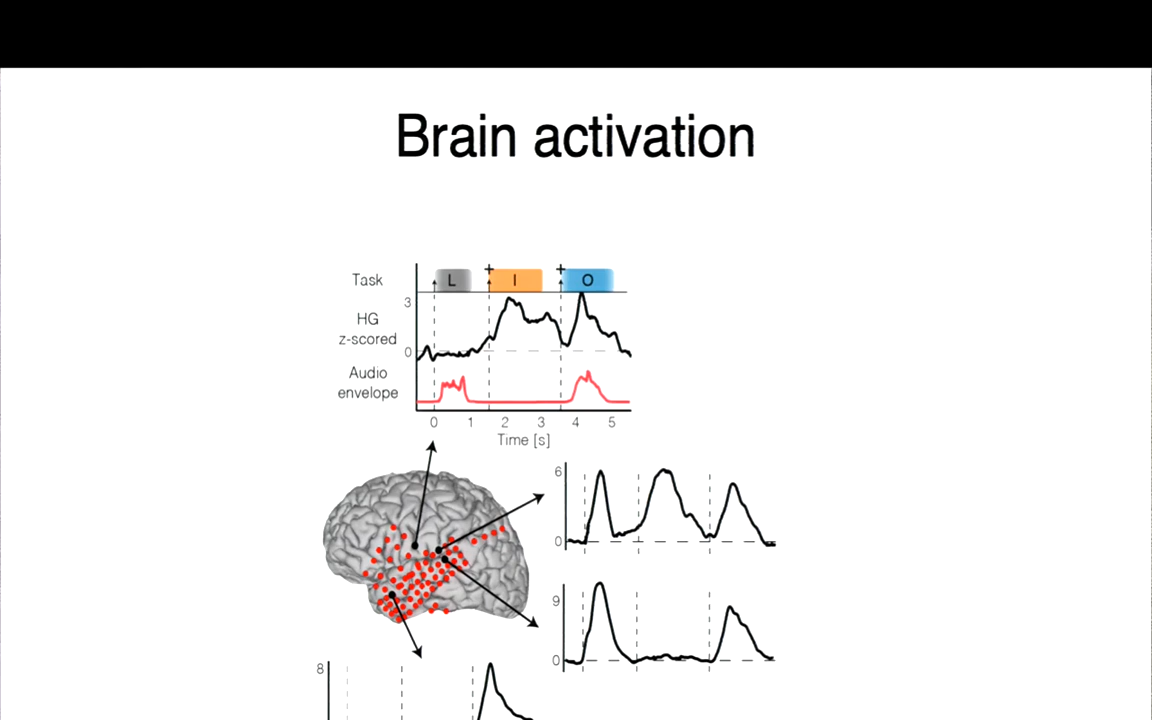 Brain activation
Task
L
I
O
3
HG
z-scored
0
Audio
envelope
0 1 2 3 4 5
Time [s]
6
0
9
0
8